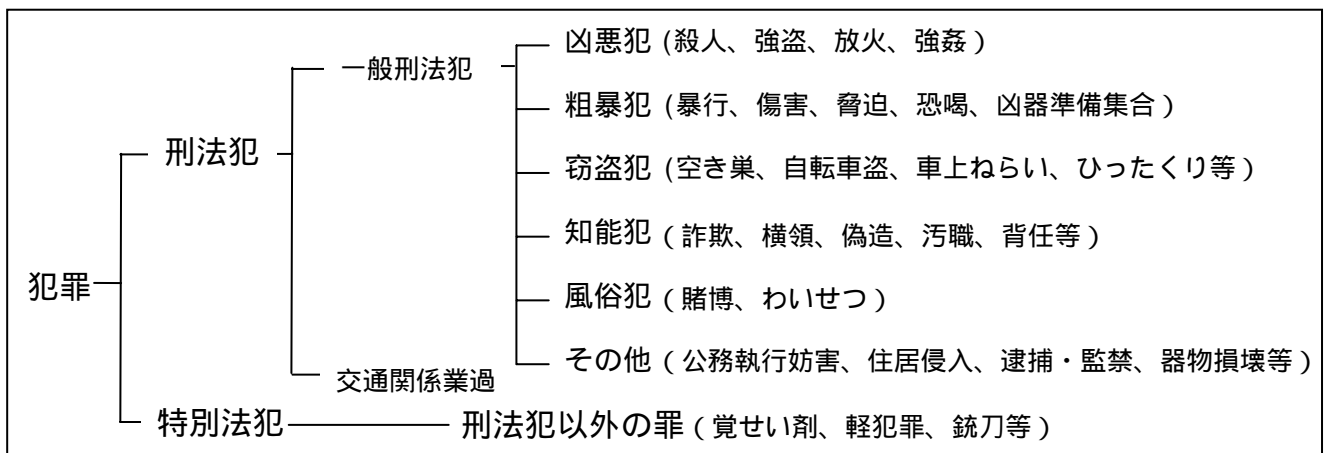 凶悪犯 (殺人、強盗、放火、強姦)
一般刑法犯
粗暴犯 (暴行、傷害、脅迫、恐喝、凶器準備集合)
刑法犯
窃盗犯 (空き巣、自転車盗、車上ねらい、ひったくり等)
知能犯 (詐欺、横領、偽造、汚職、背任等)
犯罪
風俗犯 (賭博、わいせつ)
その他 (公務執行妨害、住居侵入、逮捕・監禁、器物損壊等)
交通関係業過
特別法犯 刑法犯以外の罪 (覚せい剤、軽犯罪、銃刀等)